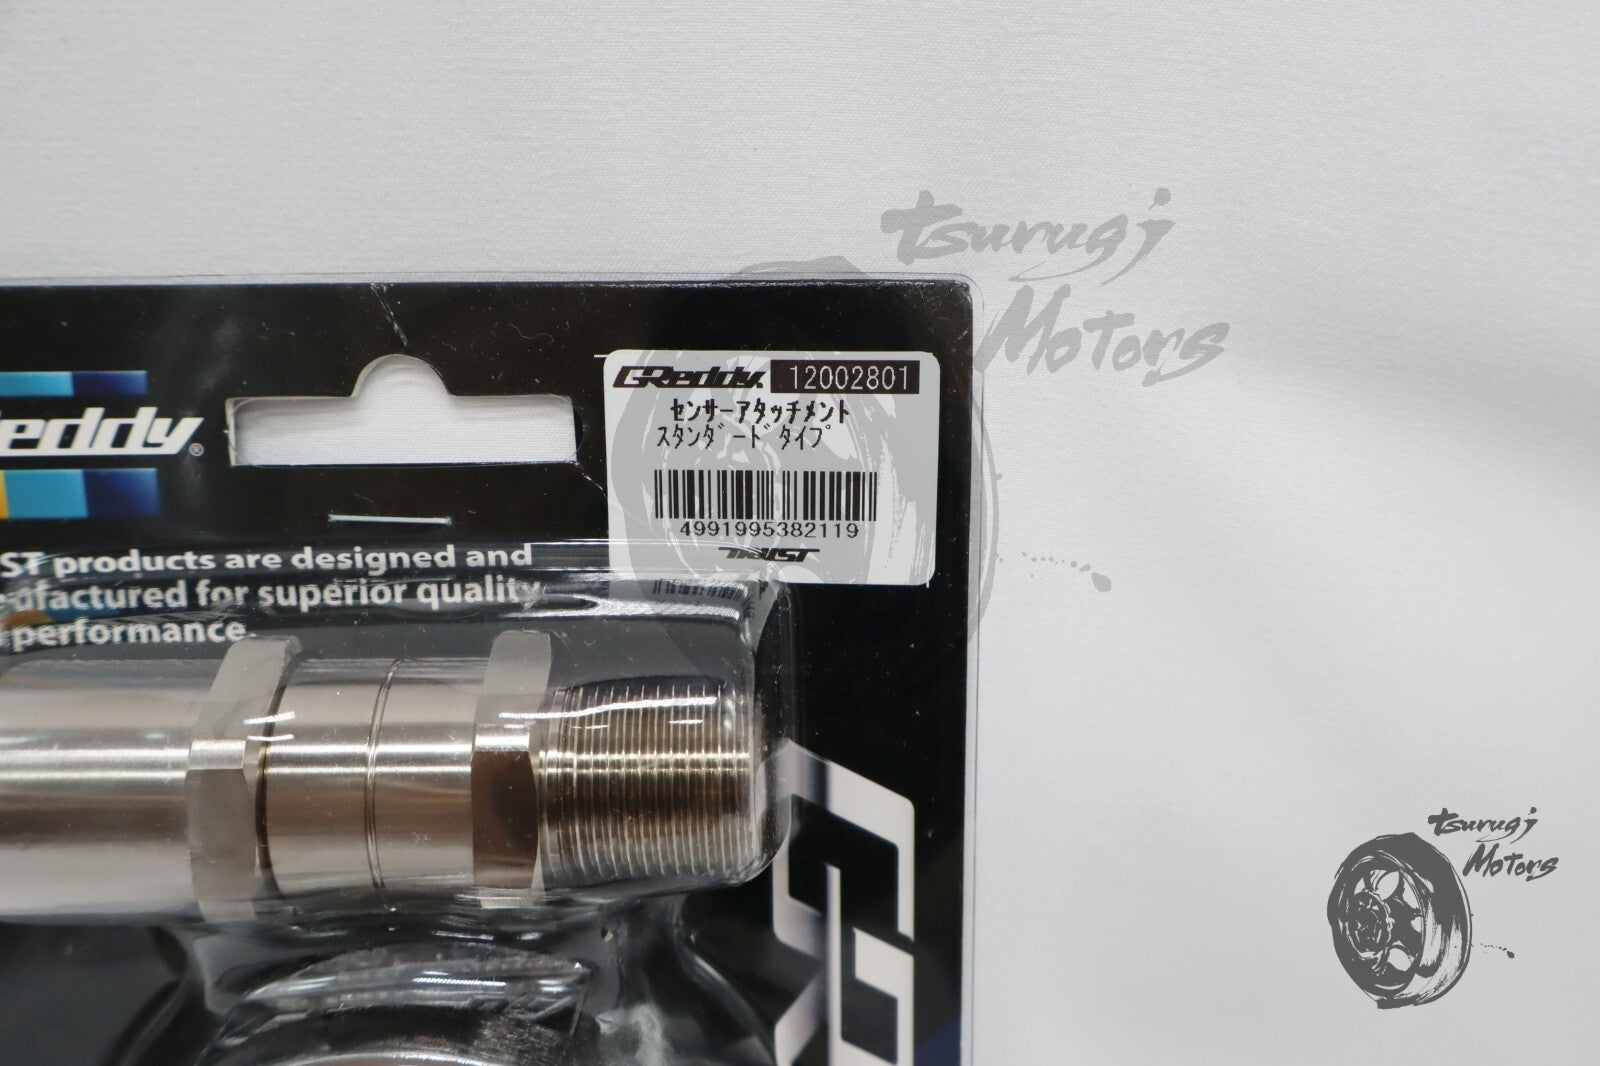 tsurugi
Motors
GReddy 12002801
センサーアタッチメント
スタンダードタイプ
4991995382119
TRUST
eddy®
ST products are designed and
ufactured for superior quality
performance.
tsurugi
Motors